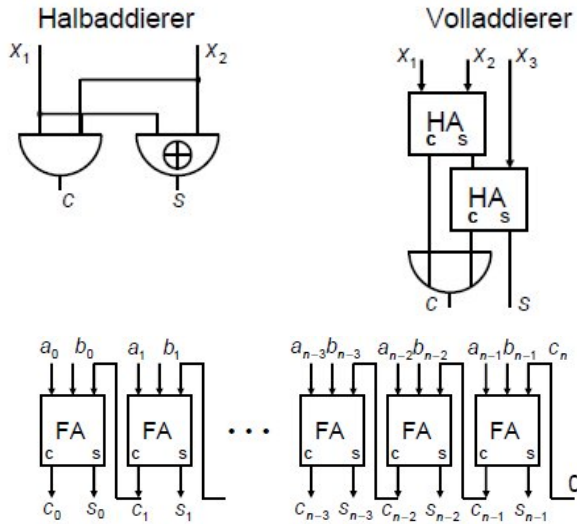 Halbaddierer Volladdierer
X1 X2 X1 X2 X3
HA
c s
HA
c s
C S C S
a0 b0 a1 b1 an−3 bn−3 an−2 bn−2 an−1 bn−1 cn
FA FA • • • FA FA FA
c s c s c s c s c s
0
c0 s0 c1 s1 cn−3 sn−3 cn−2 sn−2 cn−1 sn−1